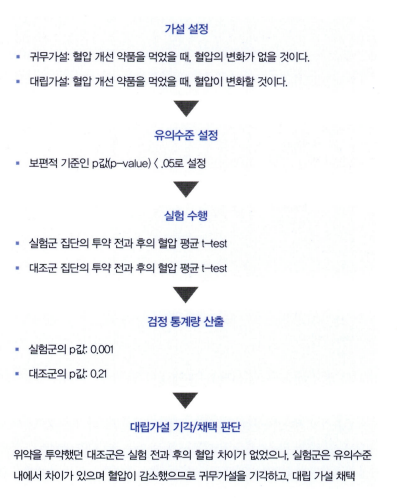 가설 설정
▪ 귀무가설: 혈압 개선 약품을 먹었을 때, 혈압의 변화가 없을 것이다.
▪ 대립가설: 혈압 개선 약품을 먹었을 때, 혈압이 변화할 것이다.
유의수준 설정
▪ 보편적 기준인 p값(p-value) < .05로 설정
실험 수행
▪ 실험군 집단의 투약 전과 후의 혈압 평균 t-test
▪ 대조군 집단의 투약 전과 후의 혈압 평균 t-test
검정 통계량 산출
▪ 실험군의 p값: 0.001
▪ 대조군의 p값: 0.21
대립가설 기각/채택 판단
위약을 투약했던 대조군은 실험 전과 후의 혈압 차이가 없었으나, 실험군은 유의수준
내에서 차이가 있으며 혈압이 감소했으므로 귀무가설을 기각하고, 대립 가설 채택